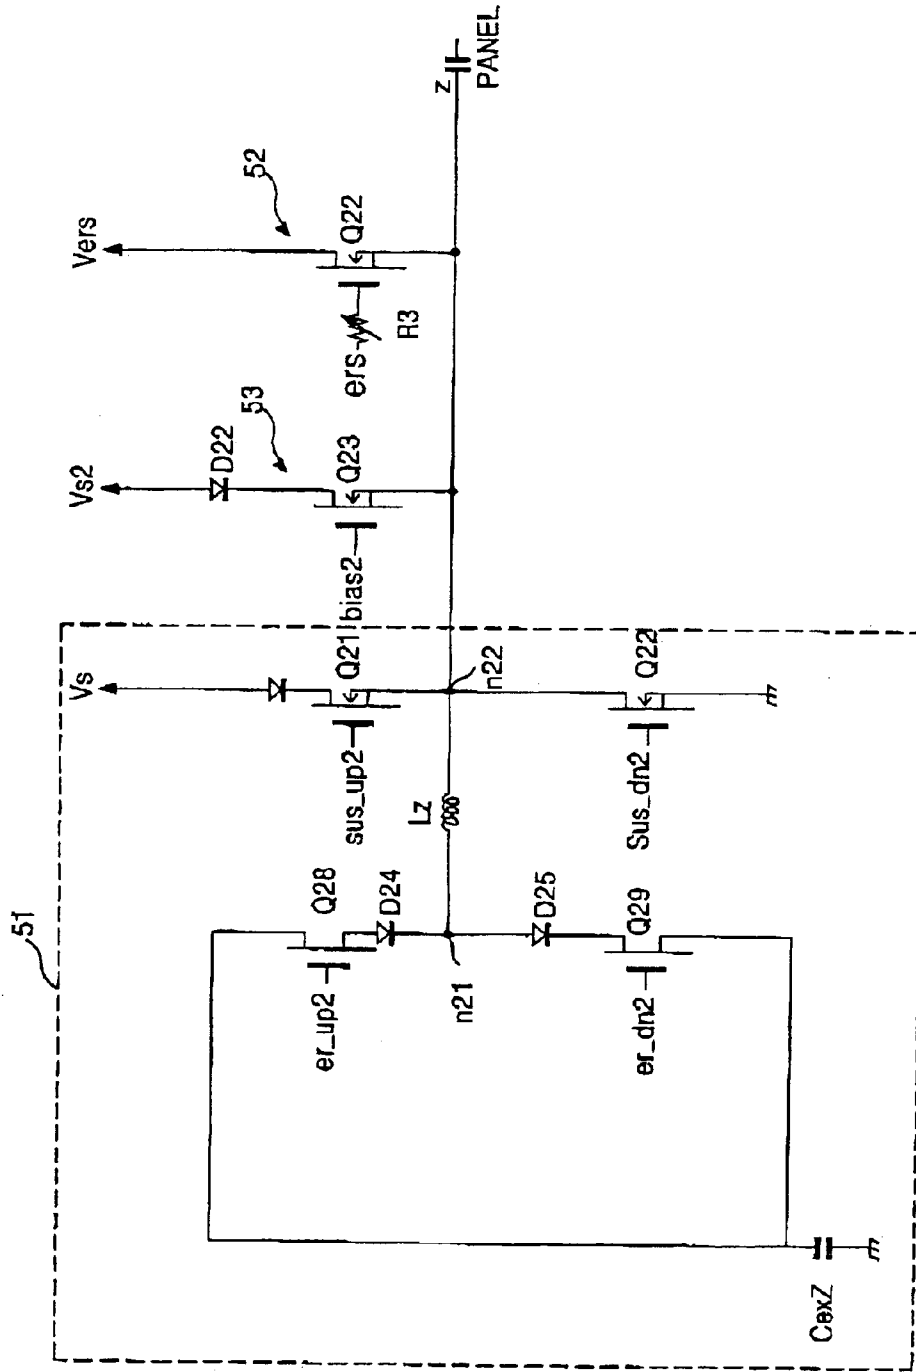 51
Vs
Vs2
Vers
D22
53
52
er_up2
Q28
D24
sus_up2
Q21
bias2
Q23
ers
R3
Q22
n21
Lz
n22
Z
PANEL
D25
er_dn2
Q29
Sus_dn2
Q22
CexZ